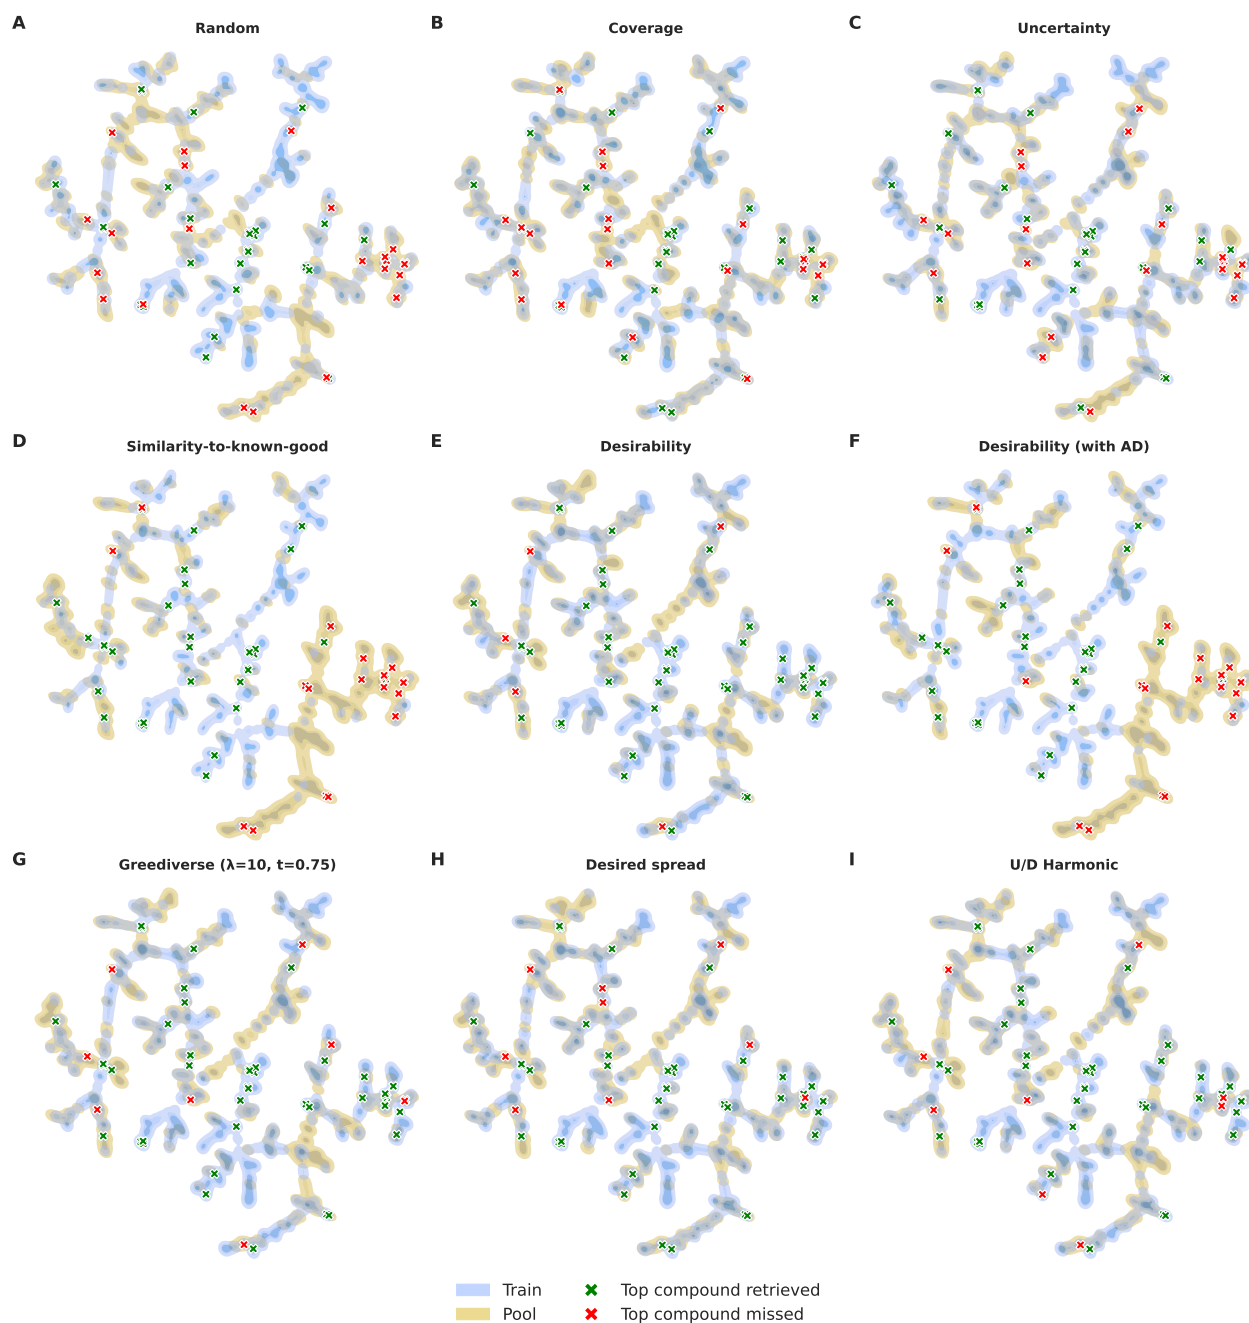 A
Random
B
Coverage
C
Uncertainty
D
Similarity-to-known-good
E
Desirability
F
Desirability (with AD)
G
Greediverse (λ=10, t=0.75)
H
Desired spread
I
U/D Harmonic
Train
Top compound retrieved
Pool
Top compound missed